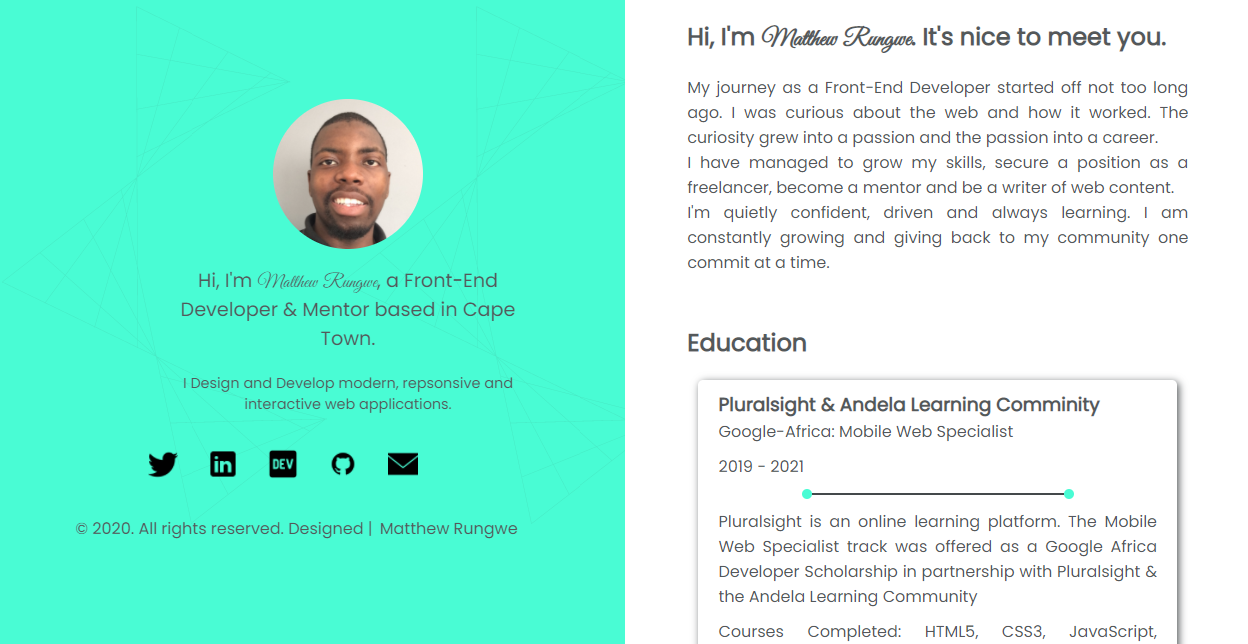 Hi, I'm Matthew Rungwe, a Front-End
Developer & Mentor based in Cape
Town.
I Design and Develop modern, repsonsive and
interactive web applications.
DEV
© 2020. All rights reserved. Designed | Matthew Rungwe
Hi, I'm Matthew Rungwe. It's nice to meet you.
My journey as a Front-End Developer started off not too long
ago. I was curious about the web and how it worked. The
curiosity grew into a passion and the passion into a career.
I have managed to grow my skills, secure a position as a
freelancer, become a mentor and be a writer of web content.
I'm quietly confident, driven and always learning. I am
constantly growing and giving back to my community one
commit at a time.
Education
Pluralsight & Andela Learning Comminity
Google-Africa: Mobile Web Specialist
2019 - 2021
Pluralsight is an online learning platform. The Mobile
Web Specialist track was offered as a Google Africa
Developer Scholarship in partnership with Pluralsight &
the Andela Learning Community
Courses Completed: HTML5, CSS3, JavaScript,